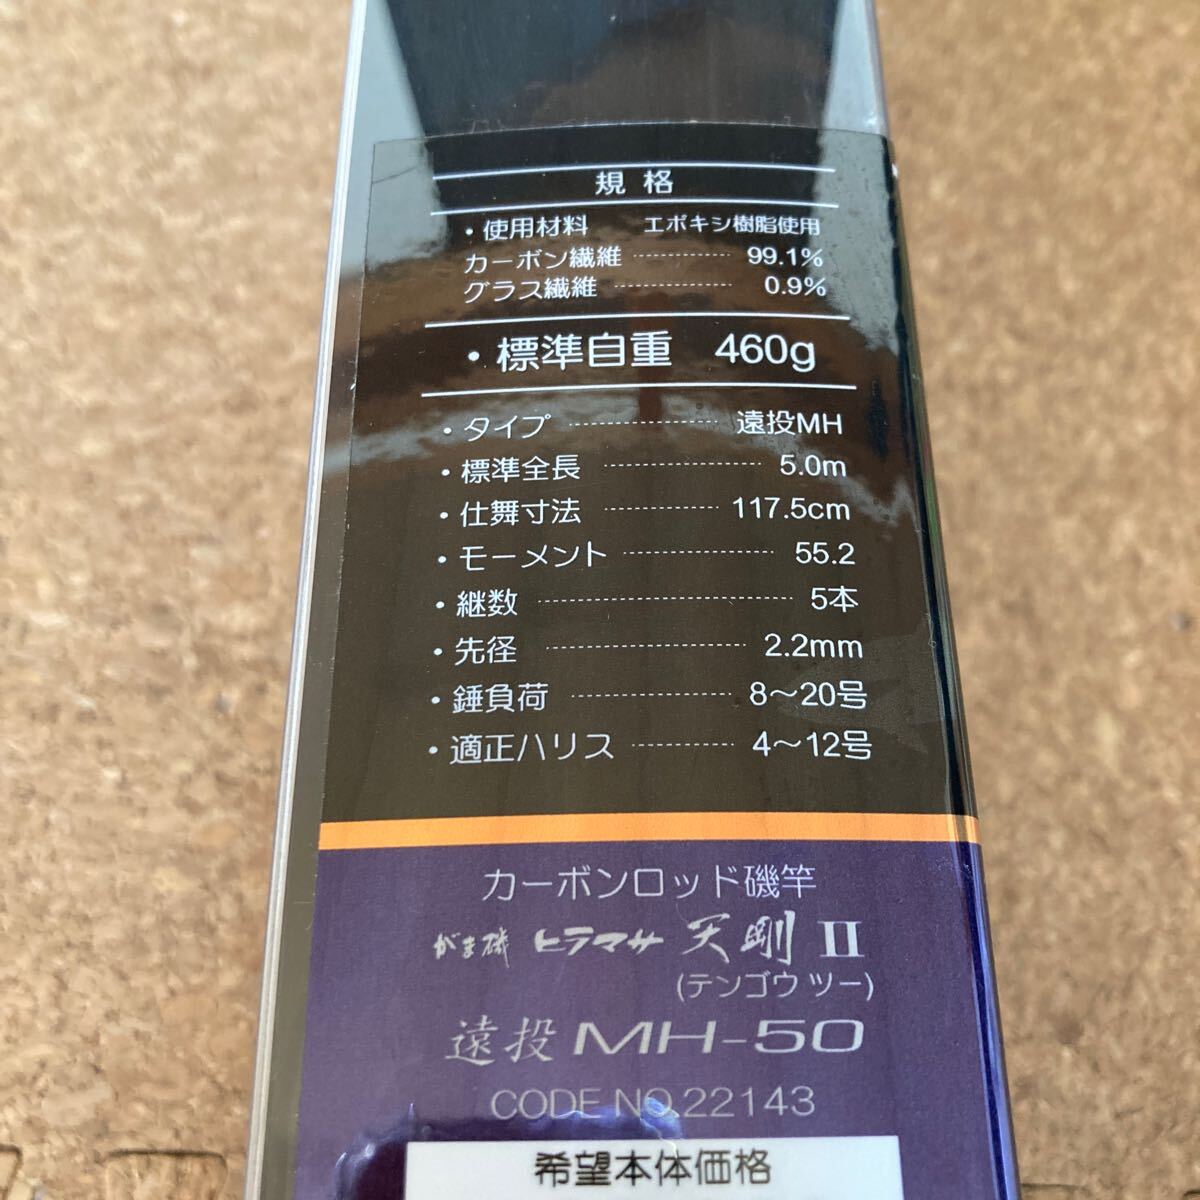 規格
・使用材料 エポキシ樹脂使用
カーボン繊維 ‥‥‥‥‥ 99.1%
グラス繊維 ‥‥‥‥‥ 0.9%
・標準自重 460g
・タイプ ‥‥‥‥‥ 遠投MH
・標準全長 ‥‥‥‥‥ 5.0m
・仕舞寸法 ‥‥‥‥‥ 117.5cm
・モーメント ‥‥‥‥‥ 55.2
・継数 ‥‥‥‥‥ 5本
・先径 ‥‥‥‥‥ 2.2mm
・錘負荷 ‥‥‥‥‥ 8〜20号
・適正ハリス ‥‥‥‥‥ 4〜12号
カーボンロッド磯竿
がま磯 ヒラマサ 天剛 II
(テンゴウ ツー)
遠投 MH-50
CODE NO.22143
希望本体価格